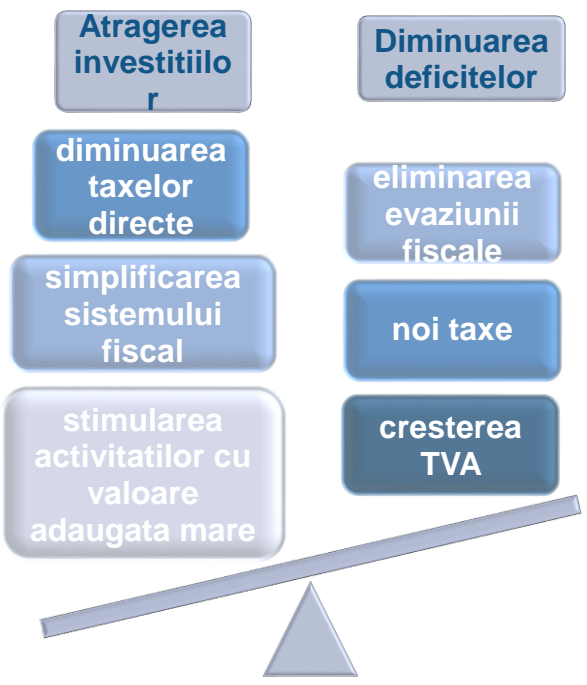 Atragerea
investitiilo
r
diminuarea
taxelor
directe
simplificarea
sistemului
fiscal
stimularea
activitatilor cu
valoare
adaugata mare
Diminuarea
deficitelor
eliminarea
evaziunii
fiscale
noi taxe
cresterea
TVA